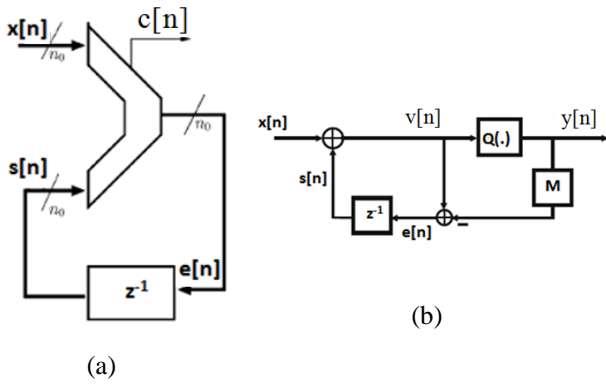 x[n]
n₀
c[n]
n₀
s[n]
n₀
e[n]
z⁻¹
(a)
x[n]
v[n]
Q(.)
y[n]
s[n]
M
z⁻¹
e[n]
−
(b)